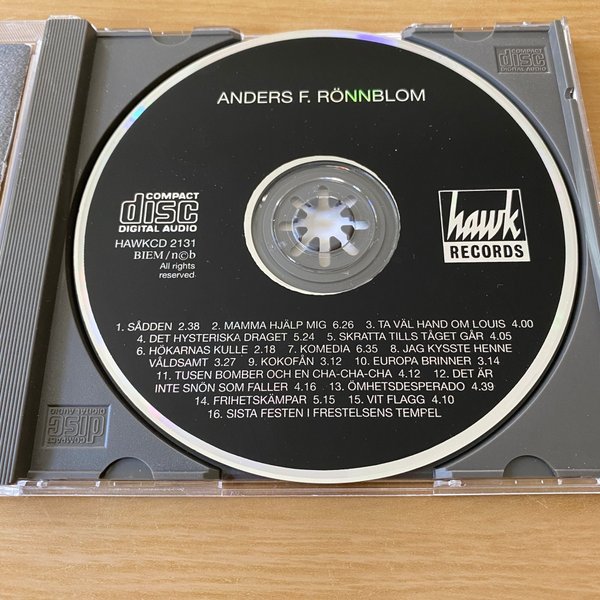 COMPACT
disc
DIGITAL AUDIO
ANDERS F. RÖNNBLOM
COMPACT
disc
DIGITAL AUDIO
HAWKCD 2131
BIEM/n©b
All rights
reserved
hawk
RECORDS
1. SÅDDEN 2.38 2. MAMMA HJÄLP MIG 6.26 3. TA VÄL HAND OM LOUIS 4.00
4. DET HYSTERISKA DRAGET 5.24 5. SKRATTA TILLS TÅGET GÅR 4.05
6. HÖKARNAS KULLE 2.18 7. KOMEDIA 6.35 8. JAG KYSSTE HENNE
VÅLDSAMT 3.27 9. KOKOFÅN 3.12 10. EUROPA BRINNER 3.14
11. TUSEN BOMBER OCH EN CHA-CHA-CHA 4.12 12. DET ÄR
INTE SNÖN SOM FALLER 4.16 13. ÖMHETSDESPERADO 4.39
14. FRIHETSKÄMPAR 5.15 15. VIT FLAGG 4.10
16. SISTA FESTEN I FRESTELSENS TEMPEL
COMPACT
disc
DIGITAL AUDIO